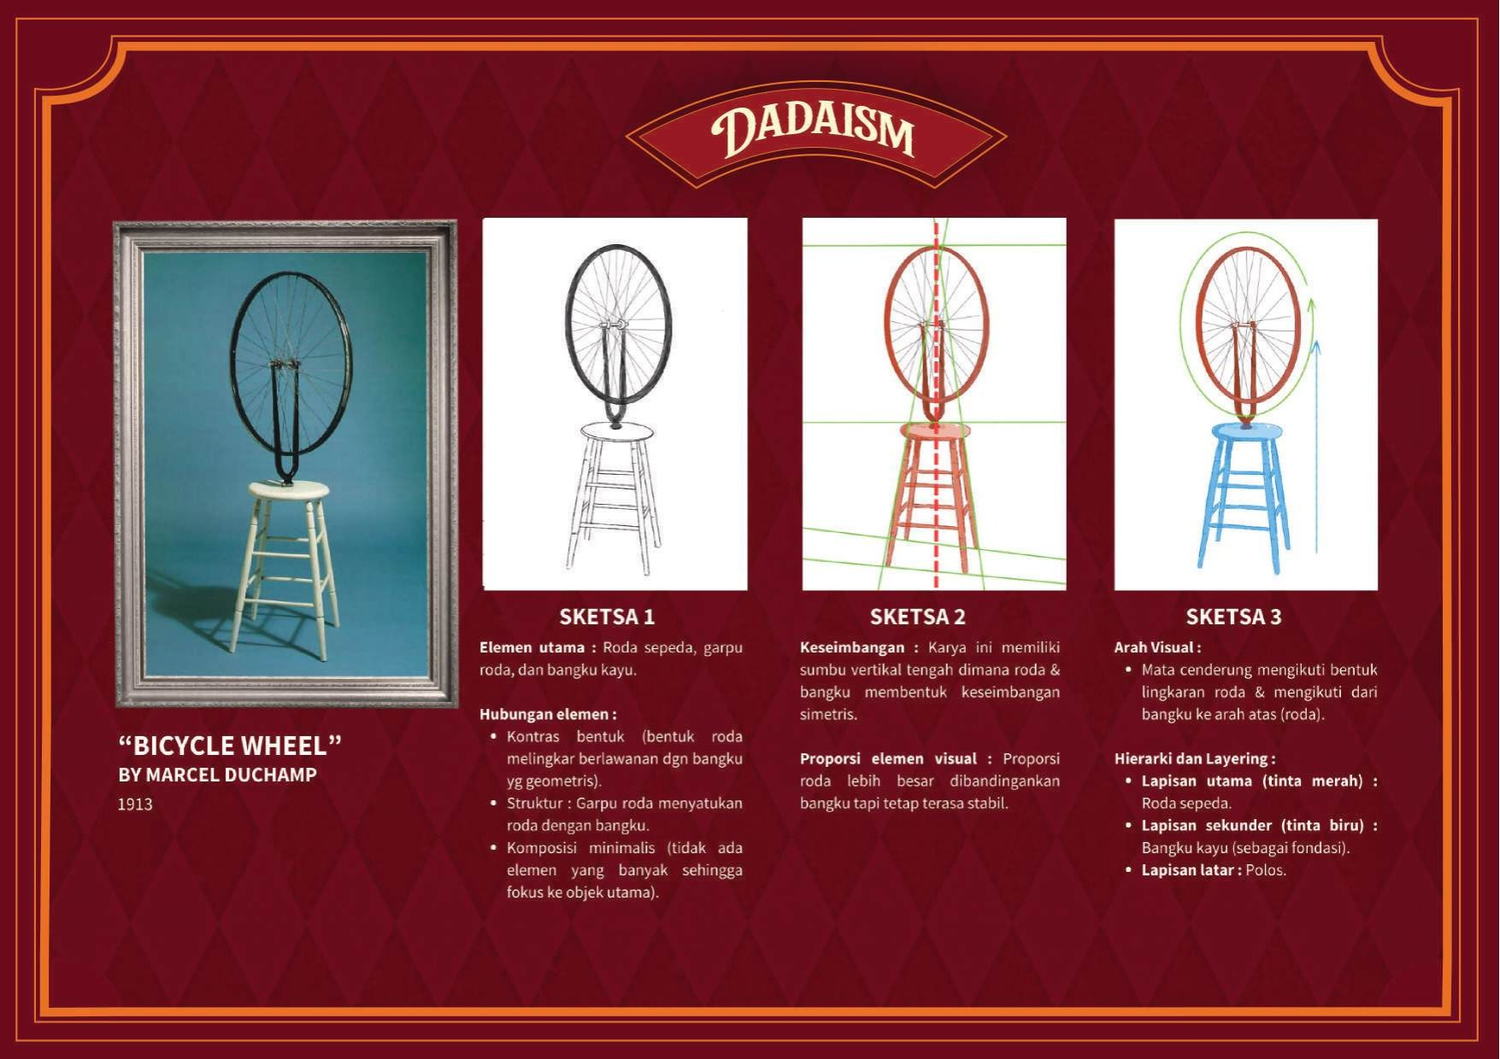 DADAISM
"BICYCLE WHEEL"
BY MARCEL DUCHAMP
1913
SKETSA 1
Elemen utama : Roda sepeda, garpu
roda, dan bangku kayu.
Hubungan elemen :
• Kontras bentuk (bentuk roda
melingkar berlawanan dgn bangku
yg geometris).
• Struktur : Garpu roda menyatukan
roda dengan bangku.
• Komposisi minimalis (tidak ada
elemen yang banyak sehingga
fokus ke objek utama).
SKETSA 2
Keseimbangan : Karya ini memiliki
sumbu vertikal tengah dimana roda &
bangku membentuk keseimbangan
simetris.
Proporsi elemen visual : Proporsi
roda lebih besar dibandingankan
bangku tapi tetap terasa stabil.
SKETSA 3
Arah Visual :
• Mata cenderung mengikuti bentuk
lingkaran roda & mengikuti dari
bangku ke arah atas (roda).
Hierarki dan Layering :
• Lapisan utama (tinta merah) :
Roda sepeda.
• Lapisan sekunder (tinta biru) :
Bangku kayu (sebagai fondasi).
• Lapisan latar : Polos.